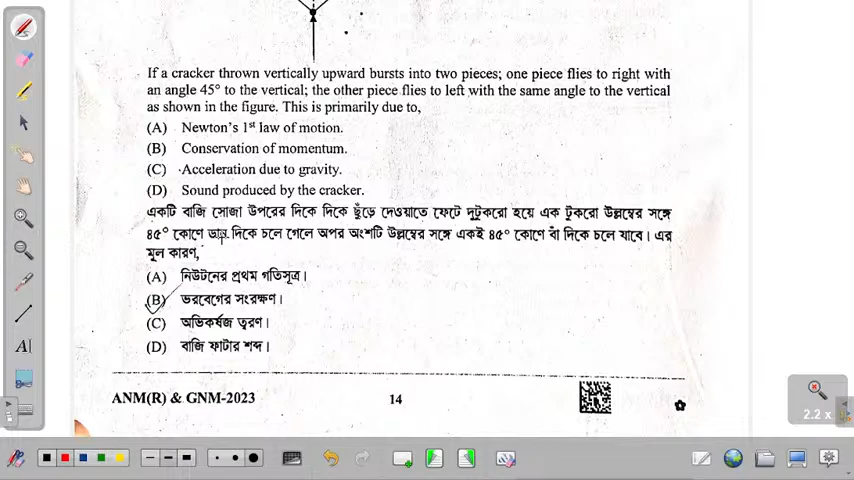 If a cracker thrown vertically upward bursts into two pieces; one piece flies to right with
an angle 45° to the vertical; the other piece flies to left with the same angle to the vertical
as shown in the figure. This is primarily due to,
(A) Newton's 1st law of motion.
(B) Conservation of momentum.
(C) Acceleration due to gravity.
(D) Sound produced by the cracker.
একটি বাজি সোজা উপরের দিকে দিকে ছুঁড়ে দেওয়াতে ফেটে দুটুকরো হয়ে এক টুকরো উল্লম্বের সঙ্গে
৪৫° কোণে ডান দিকে চলে গেলে অপর অংশটি উল্লম্বের সঙ্গে একই ৪৫° কোণে বাঁ দিকে চলে যাবে। এর
মূল কারণ,
(A) নিউটনের প্রথম গতিসূত্র।
(B) ভরবেগের সংরক্ষণ।
(C) অভিকর্ষজ ত্বরণ।
(D) বাজি ফাটার শব্দ।
ANM(R) & GNM-2023 14
2.2 x
A